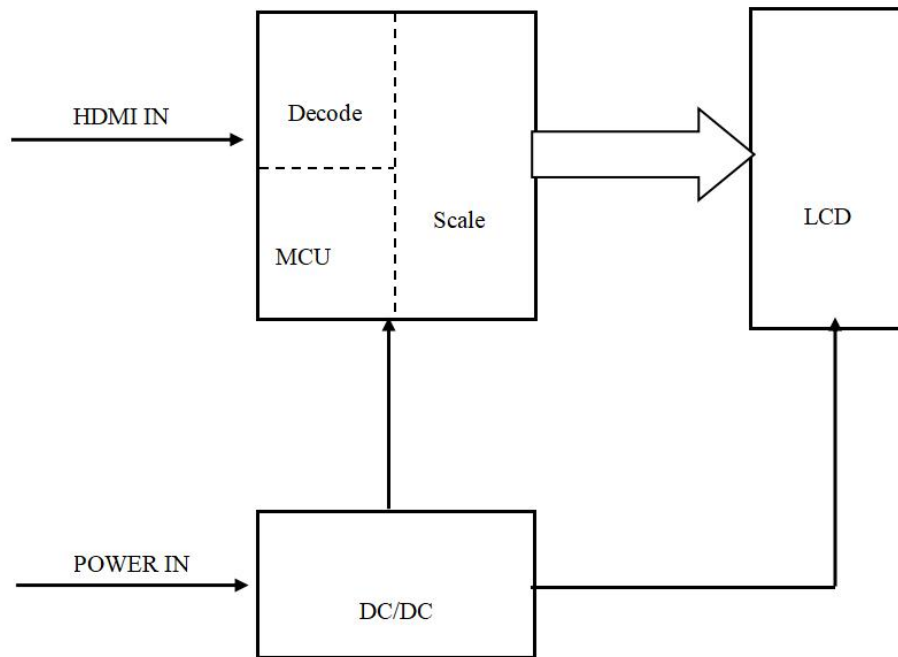 HDMI IN
Decode
MCU
Scale
LCD
POWER IN
DC/DC